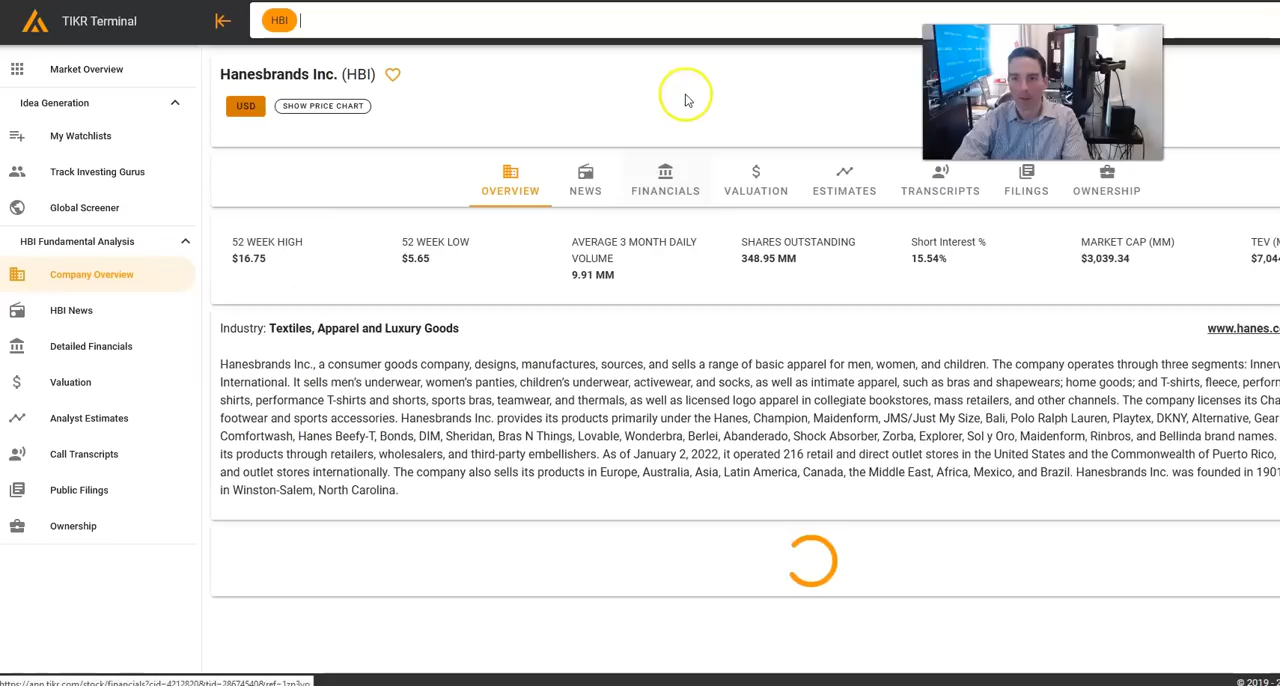 TIKR Terminal
HBI
Market Overview
Idea Generation
My Watchlists
Track Investing Gurus
Global Screener
HBI Fundamental Analysis
Company Overview
HBI News
Detailed Financials
Valuation
Analyst Estimates
Call Transcripts
Public Filings
Ownership
Hanesbrands Inc. (HBI)
USD
SHOW PRICE CHART
OVERVIEW
NEWS
FINANCIALS
VALUATION
ESTIMATES
TRANSCRIPTS
FILINGS
OWNERSHIP
52 WEEK HIGH
$16.75
52 WEEK LOW
$5.65
AVERAGE 3 MONTH DAILY
VOLUME
9.91 MM
SHARES OUTSTANDING
348.95 MM
Short Interest %
15.54%
MARKET CAP (MM)
$3,039.34
TEV (M
$7,044
Industry: Textiles, Apparel and Luxury Goods
www.hanes.c
Hanesbrands Inc., a consumer goods company, designs, manufactures, sources, and sells a range of basic apparel for men, women, and children. The company operates through three segments: Innerv
International. It sells men's underwear, women's panties, children's underwear, activewear, and socks, as well as intimate apparel, such as bras and shapewears; home goods; and T-shirts, fleece, perform
shirts, performance T-shirts and shorts, sports bras, teamwear, and thermals, as well as licensed logo apparel in collegiate bookstores, mass retailers, and other channels. The company licenses its Cha
footwear and sports accessories. Hanesbrands Inc. provides its products primarily under the Hanes, Champion, Maidenform, JMS/Just My Size, Bali, Polo Ralph Lauren, Playtex, DKNY, Alternative, Gear
Comfortwash, Hanes Beefy-T, Bonds, DIM, Sheridan, Bras N Things, Lovable, Wonderbra, Berlei, Abanderado, Shock Absorber, Zorba, Explorer, Sol y Oro, Maidenform, Rinbros, and Bellinda brand names.
its products through retailers, wholesalers, and third-party embellishers. As of January 2, 2022, it operated 216 retail and direct outlet stores in the United States and the Commonwealth of Puerto Rico,
and outlet stores internationally. The company also sells its products in Europe, Australia, Asia, Latin America, Canada, the Middle East, Africa, Mexico, and Brazil. Hanesbrands Inc. was founded in 1901
in Winston-Salem, North Carolina.
© 2019 - 2